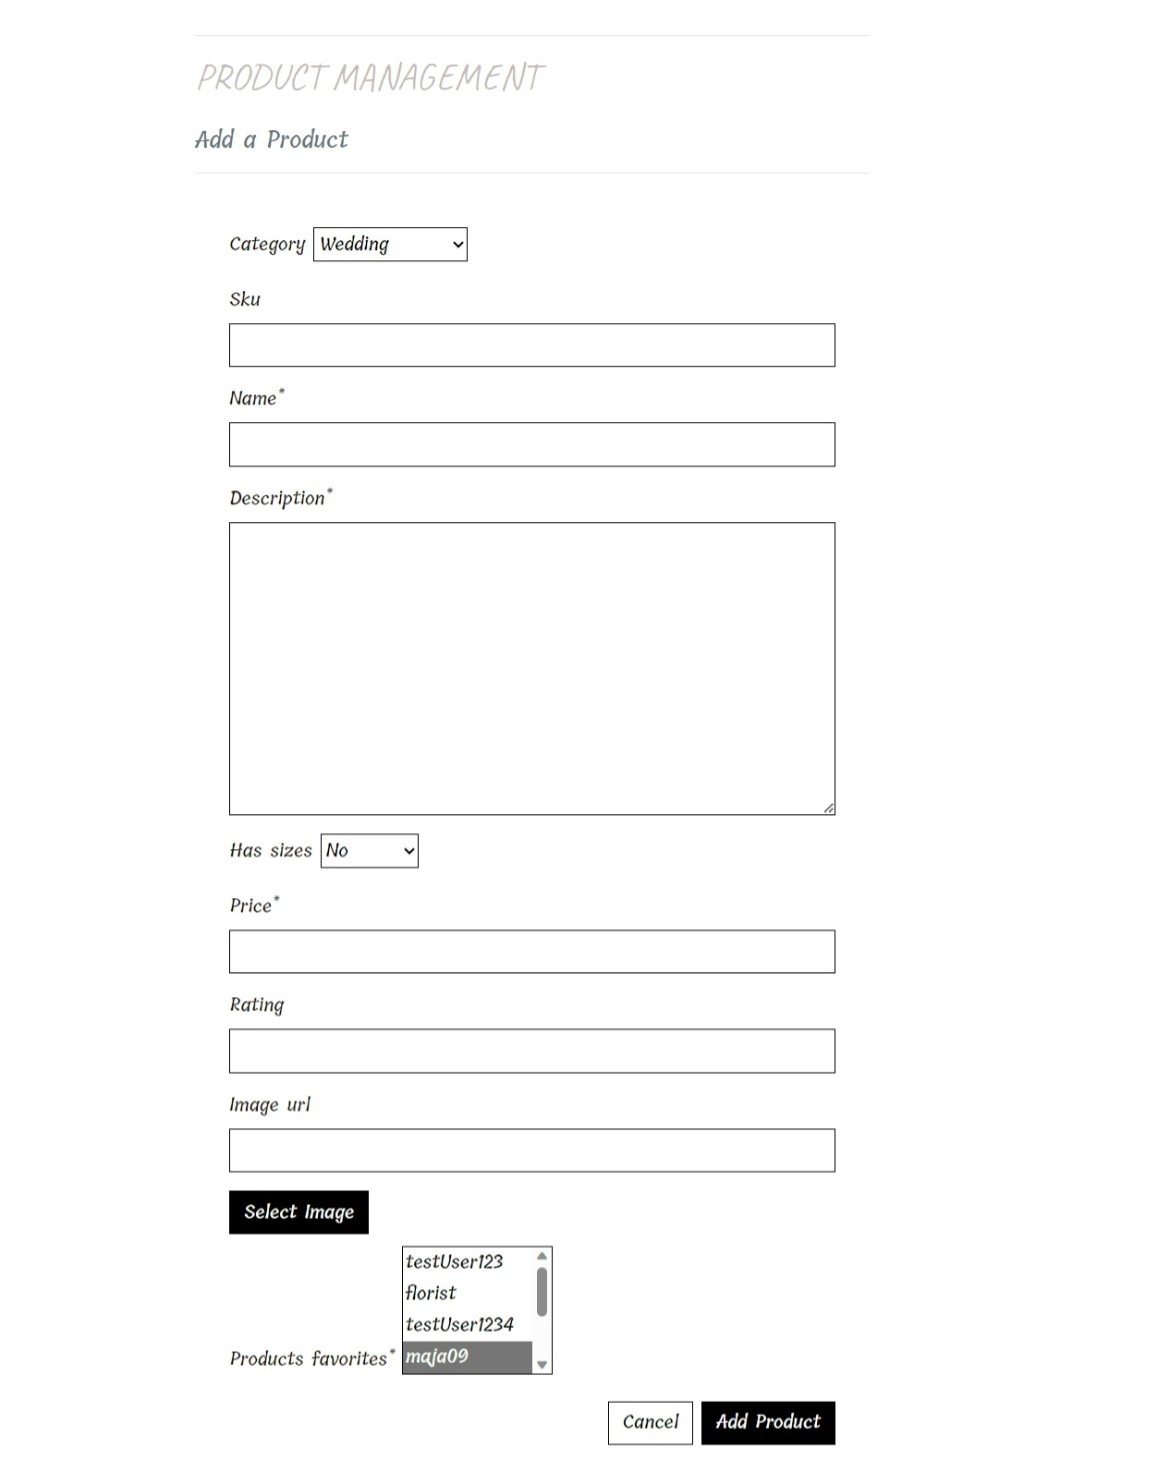 PRODUCT MANAGEMENT
Add a Product
Category Wedding
Sku
Name*
Description*
Has sizes No
Price*
Rating
Image url
Select Image
testUser123
florist
testUser1234
Products favorites* maja09
Cancel Add Product